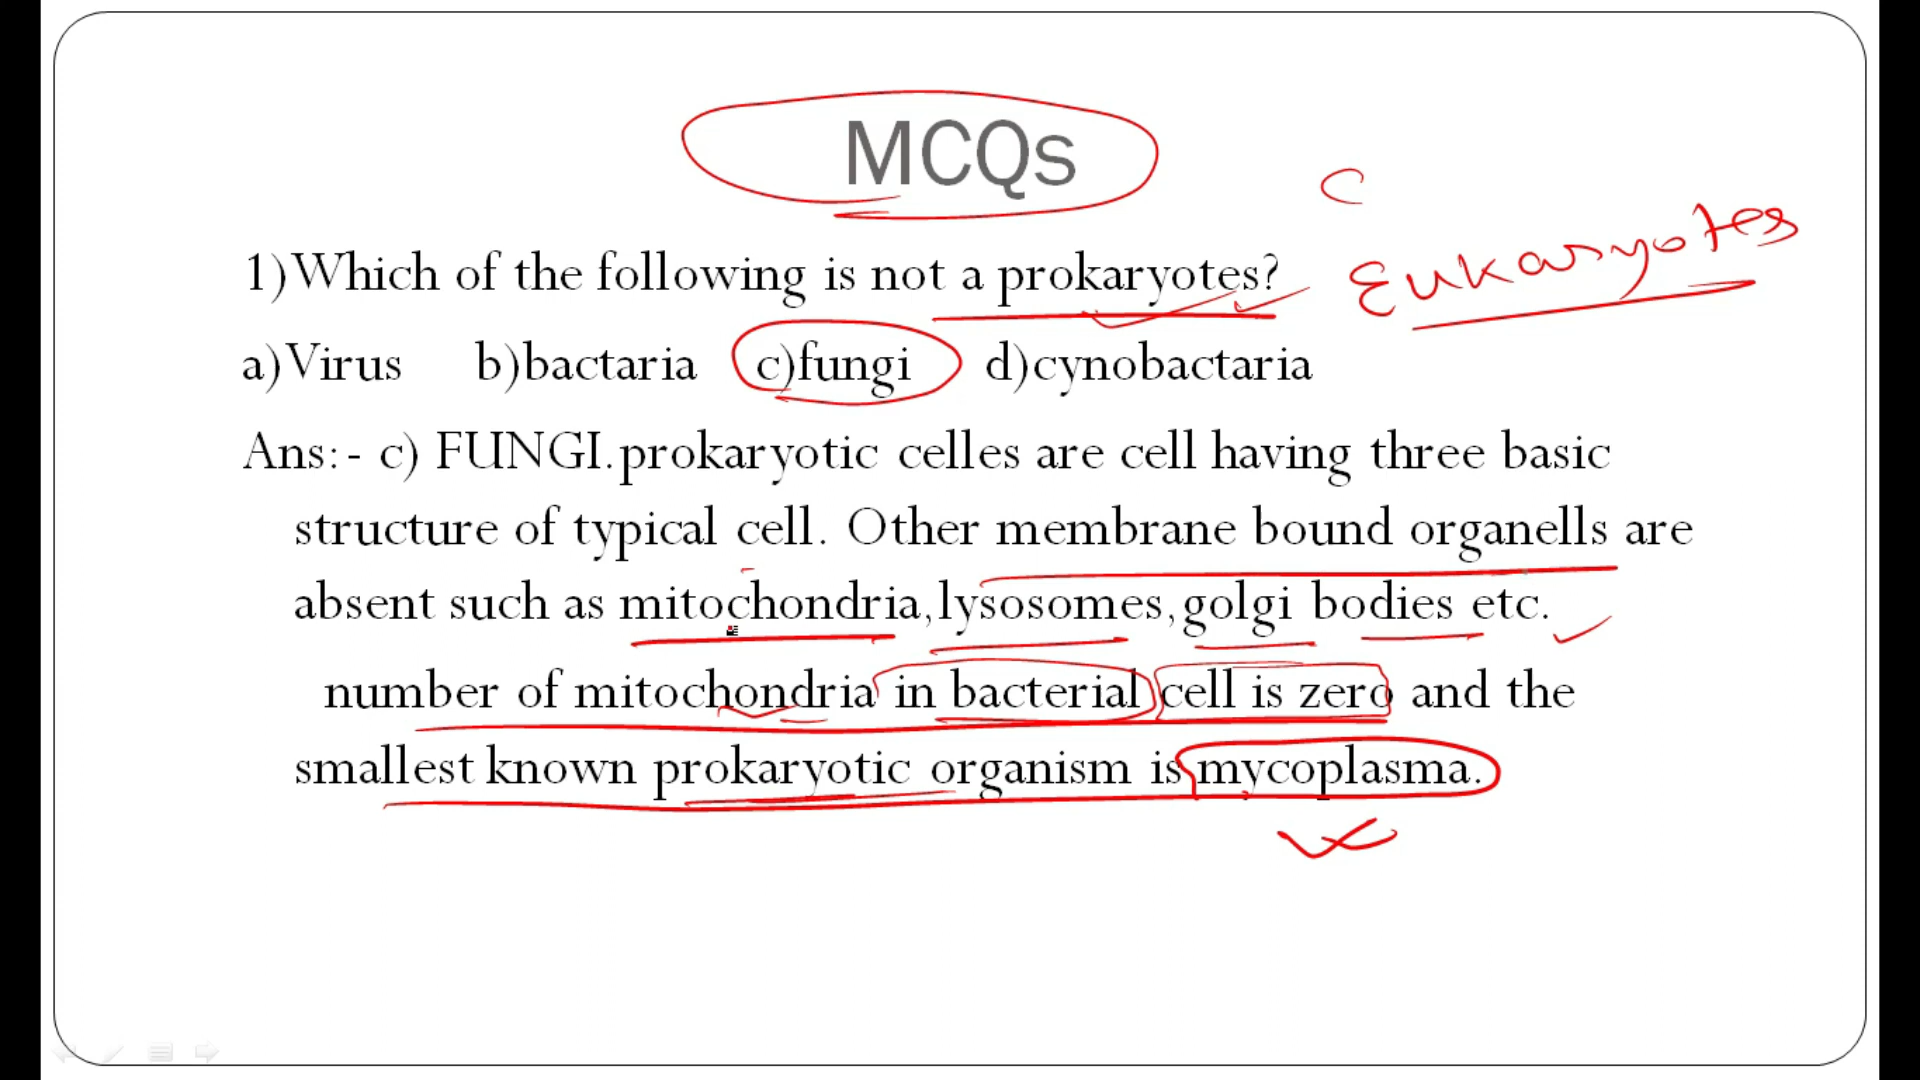 MCQs
1)Which of the following is not a prokaryotes?
Eukaryotes
a)Virus b)bactaria c)fungi d)cynobactaria
Ans:- c) FUNGI.prokaryotic celles are cell having three basic
structure of typical cell. Other membrane bound organells are
absent such as mitochondria,lysosomes,golgi bodies etc.
number of mitochondria in bacterial cell is zero and the
smallest known prokaryotic organism is mycoplasma.